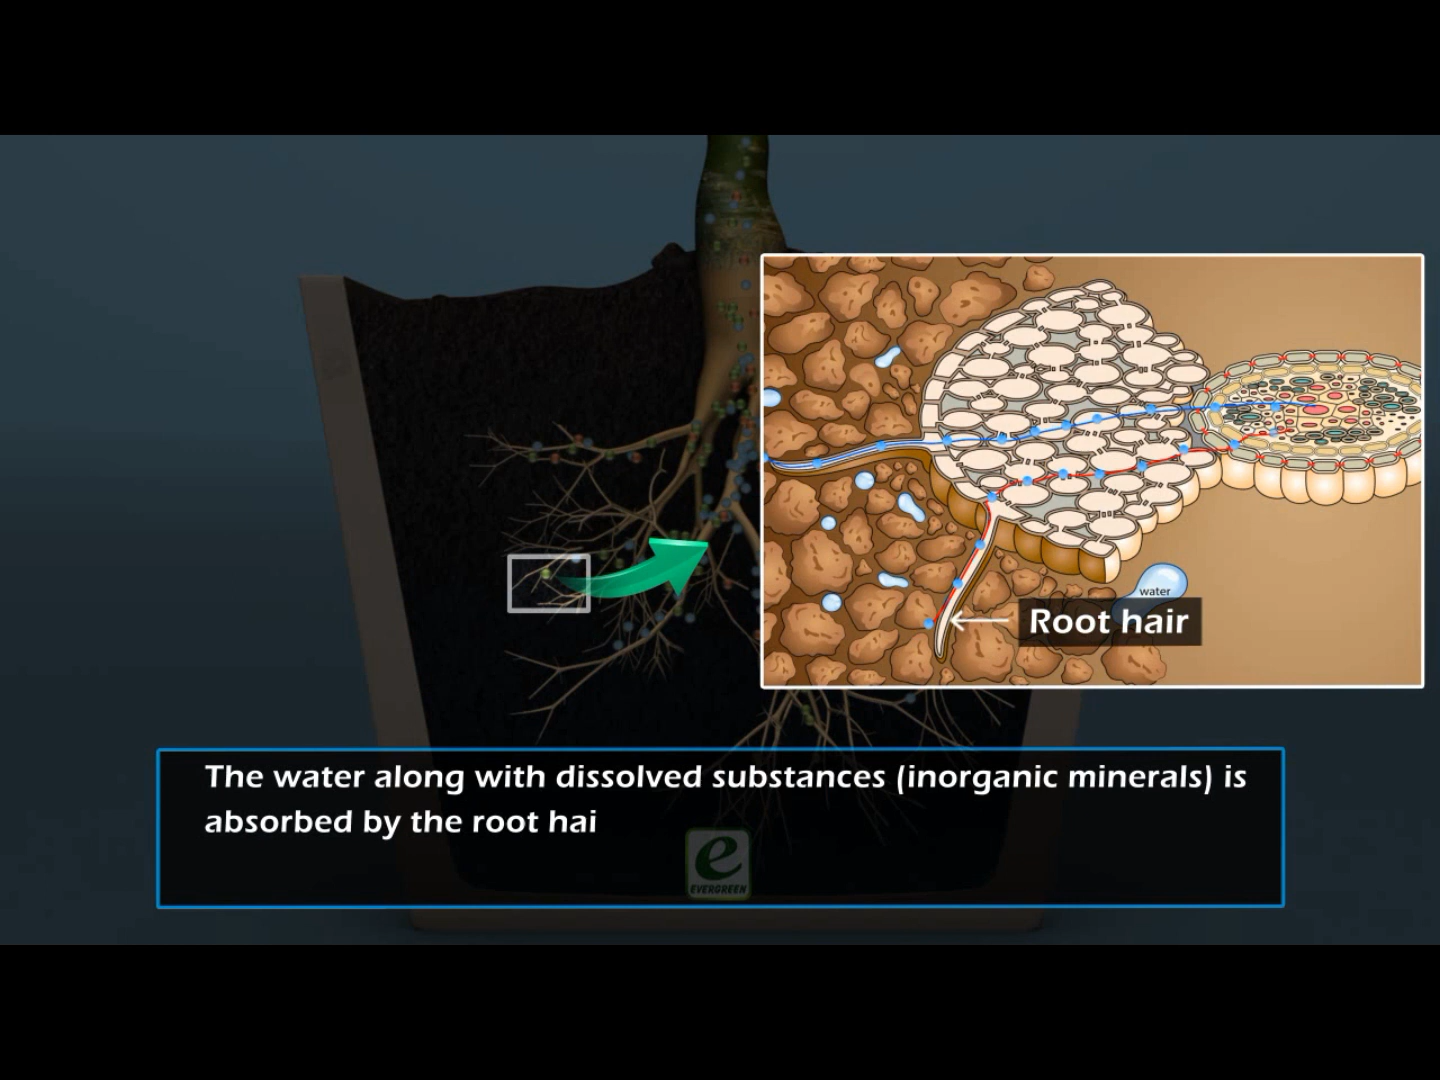 water
Root hair
The water along with dissolved substances (inorganic minerals) is
absorbed by the root hai
e
EVERGREEN